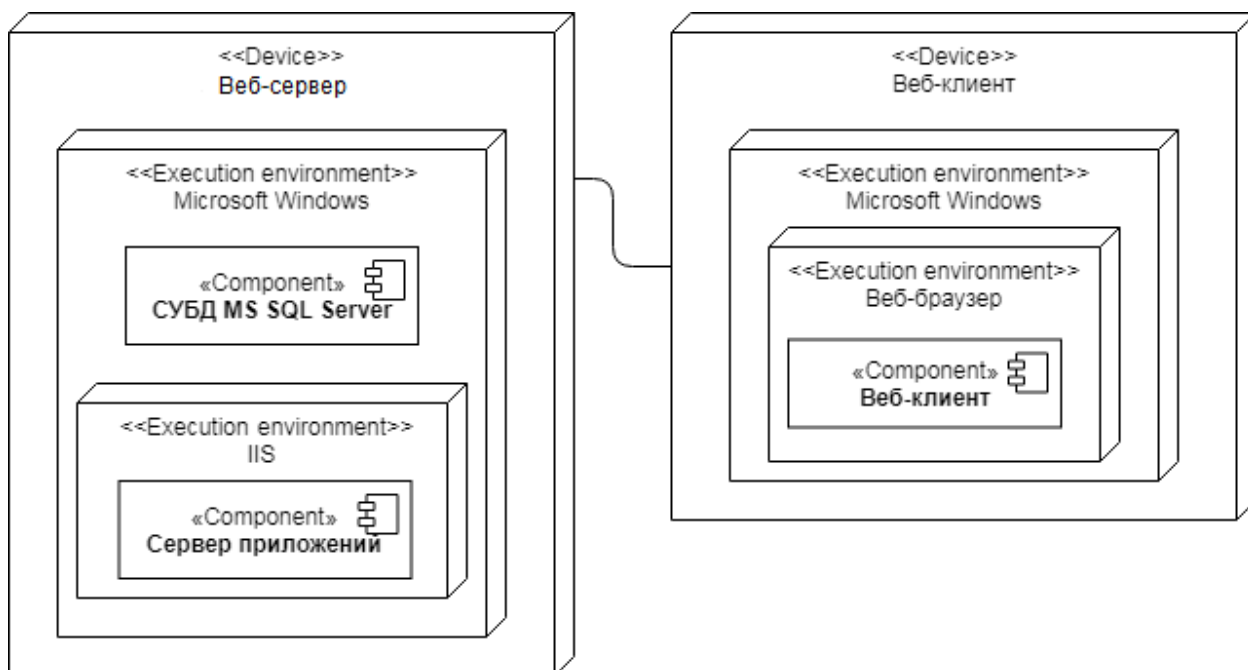 <<Device>>
Веб-сервер
<<Execution environment>>
Microsoft Windows
«Component»
СУБД MS SQL Server
<<Execution environment>>
IIS
«Component»
Сервер приложений
<<Device>>
Веб-клиент
<<Execution environment>>
Microsoft Windows
<<Execution environment>>
Веб-браузер
«Component»
Веб-клиент